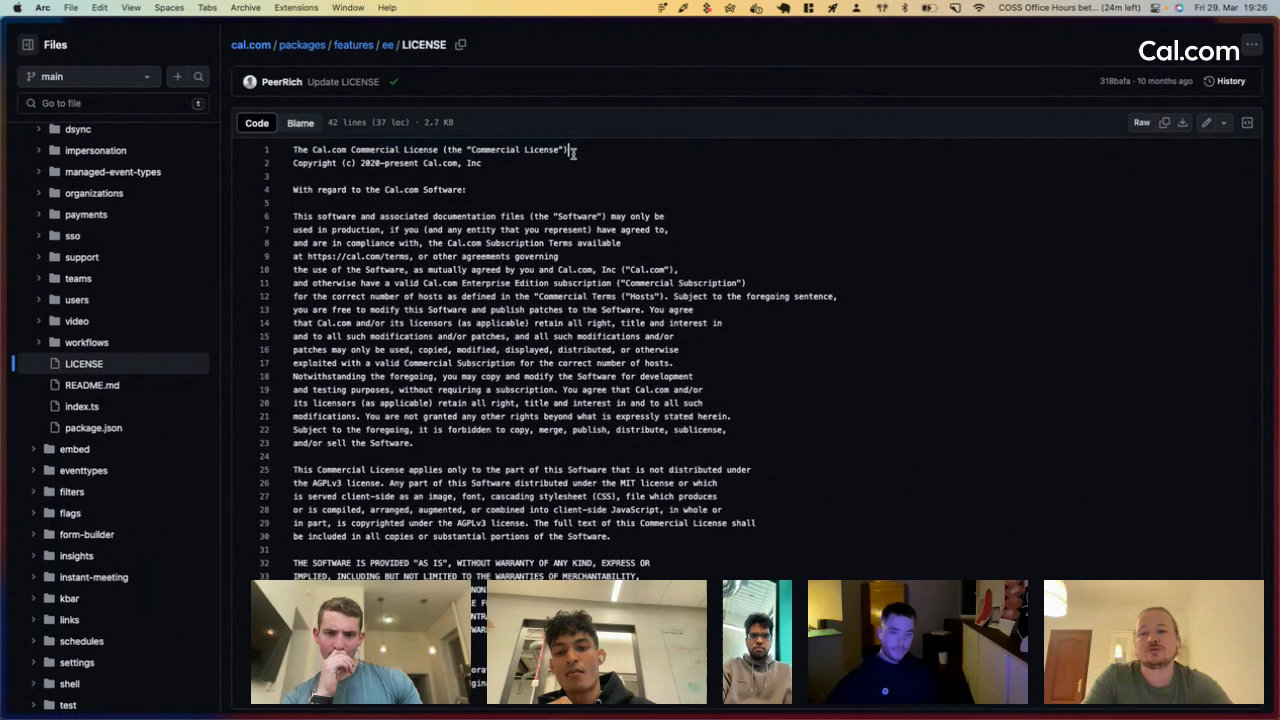 Arc File Edit View Spaces Tabs Archive Extensions Window Help COSS Office Hours bet... (24m left) Fri 29. Mar 19:26
Files
main
Go to file t
dsync
impersonation
managed-event-types
organizations
payments
sso
support
teams
users
video
workflows
LICENSE
README.md
index.ts
package.json
embed
eventtypes
filters
flags
form-builder
insights
instant-meeting
kbar
links
schedules
settings
shell
test
cal.com / packages / features / ee / LICENSE
Cal.com
PeerRich Update LICENSE 318bafa · 10 months ago History
Code Blame 42 lines (37 loc) · 2.7 KB Raw
1 The Cal.com Commercial License (the "Commercial License")
2 Copyright (c) 2020-present Cal.com, Inc
3
4 With regard to the Cal.com Software:
5
6 This software and associated documentation files (the "Software") may only be
7 used in production, if you (and any entity that you represent) have agreed to,
8 and are in compliance with, the Cal.com Subscription Terms available
9 at https://cal.com/terms, or other agreements governing
10 the use of the Software, as mutually agreed by you and Cal.com, Inc ("Cal.com"),
11 and otherwise have a valid Cal.com Enterprise Edition subscription ("Commercial Subscription")
12 for the correct number of hosts as defined in the "Commercial Terms ("Hosts"). Subject to the foregoing sentence,
13 you are free to modify this Software and publish patches to the Software. You agree
14 that Cal.com and/or its licensors (as applicable) retain all right, title and interest in
15 and to all such modifications and/or patches, and all such modifications and/or
16 patches may only be used, copied, modified, displayed, distributed, or otherwise
17 exploited with a valid Commercial Subscription for the correct number of hosts.
18 Notwithstanding the foregoing, you may copy and modify the Software for development
19 and testing purposes, without requiring a subscription. You agree that Cal.com and/or
20 its licensors (as applicable) retain all right, title and interest in and to all such
21 modifications. You are not granted any other rights beyond what is expressly stated herein.
22 Subject to the foregoing, it is forbidden to copy, merge, publish, distribute, sublicense,
23 and/or sell the Software.
24
25 This Commercial License applies only to the part of this Software that is not distributed under
26 the AGPLv3 license. Any part of this Software distributed under the MIT license or which
27 is served client-side as an image, font, cascading stylesheet (CSS), file which produces
28 or is compiled, arranged, augmented, or combined into client-side JavaScript, in whole or
29 in part, is copyrighted under the AGPLv3 license. The full text of this Commercial License shall
30 be included in all copies or substantial portions of the Software.
31
32 THE SOFTWARE IS PROVIDED "AS IS", WITHOUT WARRANTY OF ANY KIND, EXPRESS OR
33 IMPLIED, INCLUDING BUT NOT LIMITED TO THE WARRANTIES OF MERCHANTABILITY,